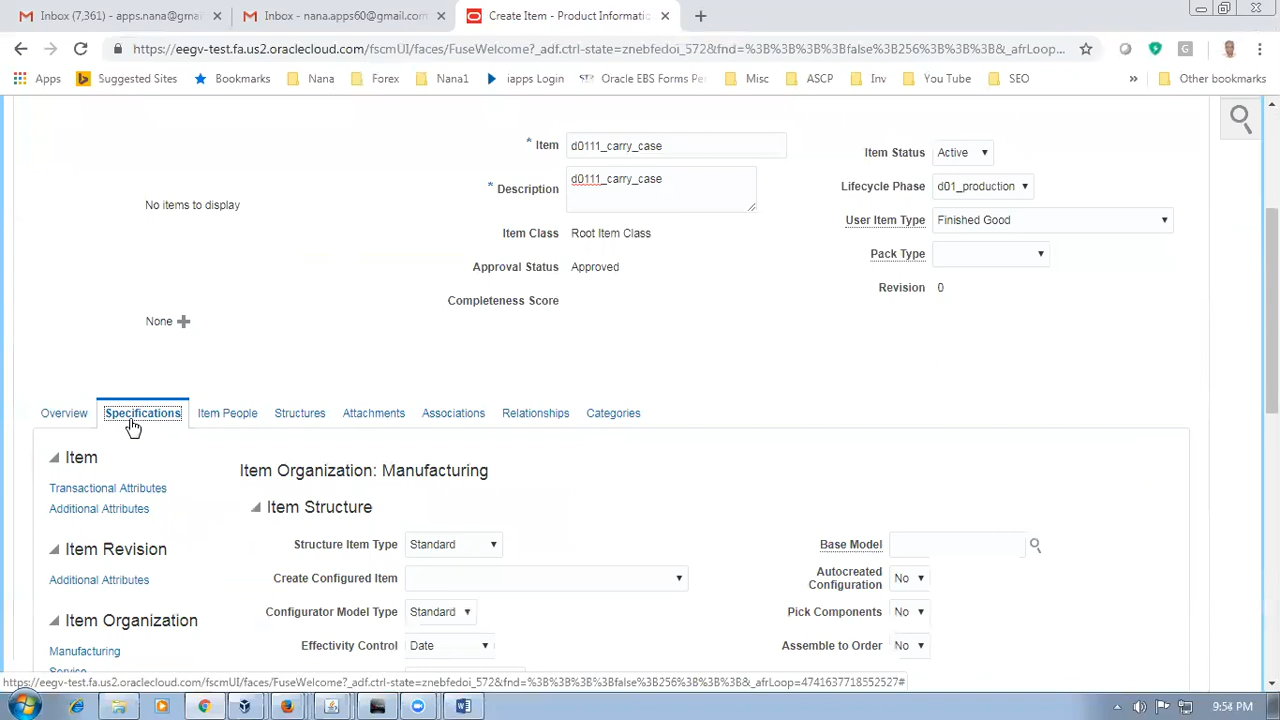 Inbox (7,361) - apps.nana@gma
Inbox - nana.apps60@gmail.com
Create Item - Product Informati
https://eegv-test.fa.us2.oraclecloud.com/fscmUI/faces/FuseWelcome?_adf.ctrl-state=znebfedoi_572&fnd=%3B%3B%3B%3Bfalse%3B256%3B%3B%3B&_afrLoop...
Apps
Suggested Sites
Bookmarks
Nana
Forex
Nana1
iapps Login
Oracle EBS Forms Pe
Misc
ASCP
Inv
You Tube
SEO
»
Other bookmarks
* Item d0111_carry_case
Item Status Active
* Description d0111_carry_case
Lifecycle Phase d01_production
No items to display
User Item Type Finished Good
Item Class Root Item Class
Pack Type
Approval Status Approved
Revision 0
Completeness Score
None
Overview
Specifications
Item People
Structures
Attachments
Associations
Relationships
Categories
Item
Transactional Attributes
Additional Attributes
Item Revision
Additional Attributes
Item Organization
Manufacturing
Service
Item Organization: Manufacturing
Item Structure
Structure Item Type Standard
Base Model
Create Configured Item
Autocreated
Configuration No
Configurator Model Type Standard
Pick Components No
Effectivity Control Date
Assemble to Order No
https://eegv-test.fa.us2.oraclecloud.com/fscmUI/faces/FuseWelcome?_adf.ctrl-state=znebfedoi_572&fnd=%3B%3B%3B%3Bfalse%3B256%3B%3B%3B&_afrLoop=4741637718552527#
9:54 PM